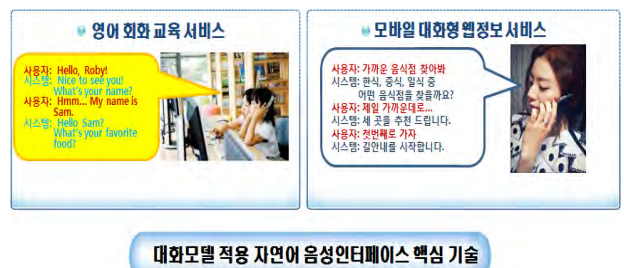 영어 회화 교육 서비스
사용자: Hello, Roby!
시스템: Nice to see you!
What's your name?
사용자: Hmm... My name is
Sam.
시스템: Hello Sam?
What's your favorite
food?
모바일 대화형 웹정보 서비스
사용자: 가까운 음식점 찾아봐
시스템: 한식, 중식, 일식 중
어떤 음식점을 찾을까요?
사용자: 제일 가까운데로...
시스템: 세 곳을 추천 드립니다.
사용자: 첫번째로 가자
시스템: 길안내를 시작합니다.
대화모델 적용 자연어 음성인터페이스 핵심 기술